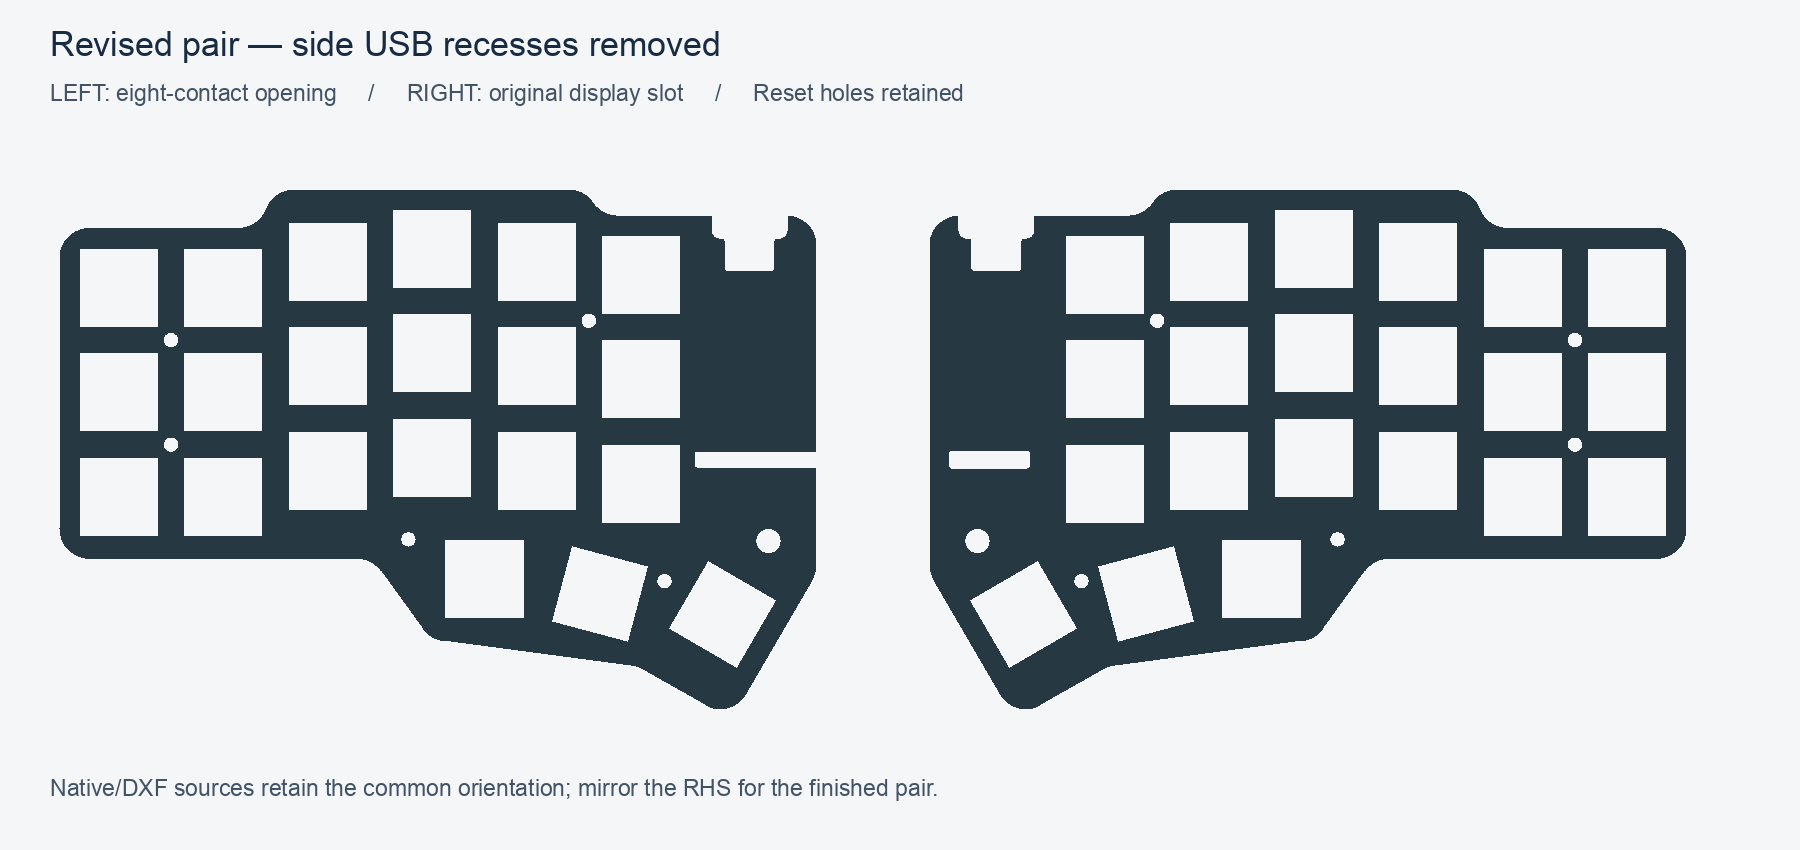 Revised pair — side USB recesses removed
LEFT: eight-contact opening / RIGHT: original display slot / Reset holes retained
Native/DXF sources retain the common orientation; mirror the RHS for the finished pair.